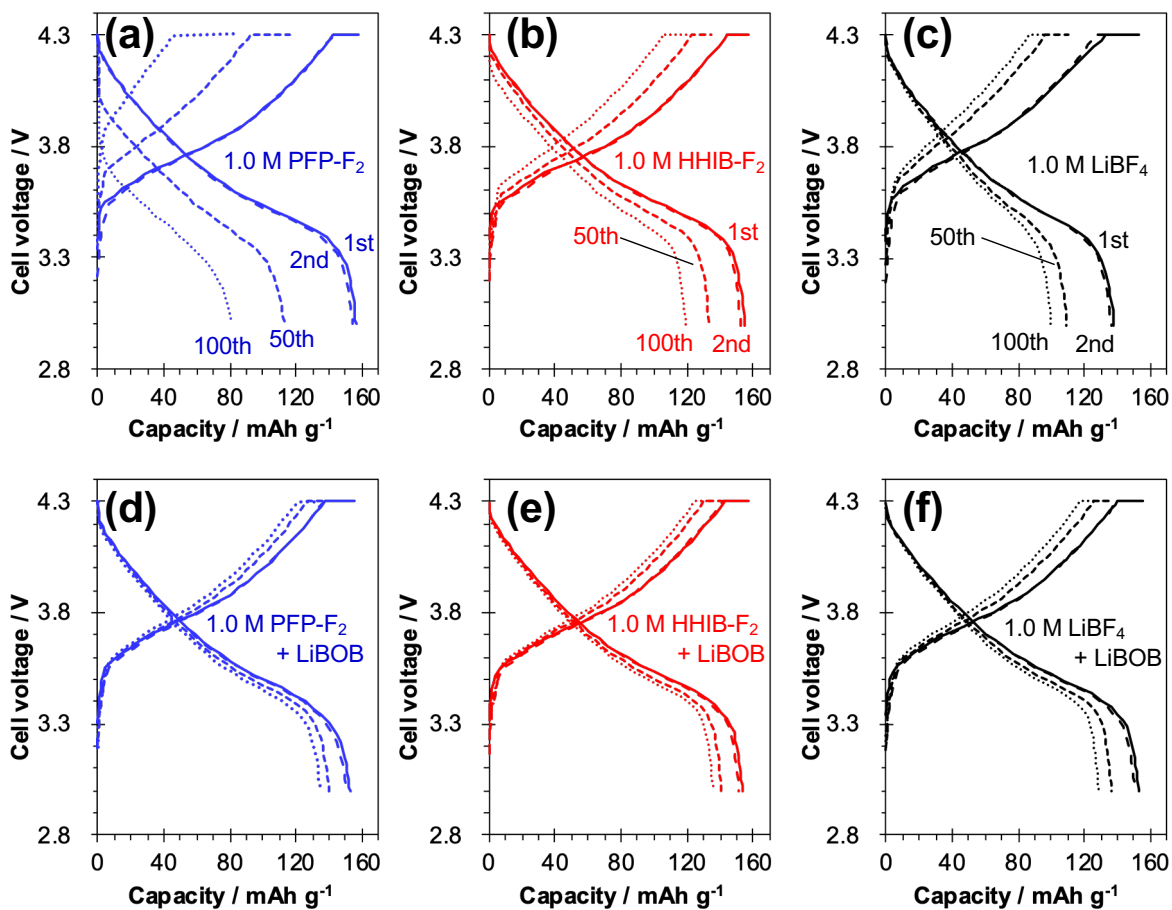 (a)
(b)
(c)
4.3
3.8
3.3
2.8
Cell voltage / V
1.0 M PFP-F₂
1st
2nd
50th
100th
0 40 80 120 160
Capacity / mAh g⁻¹
4.3
3.8
3.3
2.8
Cell voltage / V
1.0 M HHIB-F₂
50th
1st
100th
2nd
0 40 80 120 160
Capacity / mAh g⁻¹
4.3
3.8
3.3
2.8
Cell voltage / V
1.0 M LiBF₄
50th
1st
100th
2nd
0 40 80 120 160
Capacity / mAh g⁻¹
(d)
4.3
3.8
3.3
2.8
Cell voltage / V
1.0 M PFP-F₂
+ LiBOB
0 40 80 120 160
Capacity / mAh g⁻¹
(e)
4.3
3.8
3.3
2.8
Cell voltage / V
1.0 M HHIB-F₂
+ LiBOB
0 40 80 120 160
Capacity / mAh g⁻¹
(f)
4.3
3.8
3.3
2.8
Cell voltage / V
1.0 M LiBF₄
+ LiBOB
0 40 80 120 160
Capacity / mAh g⁻¹